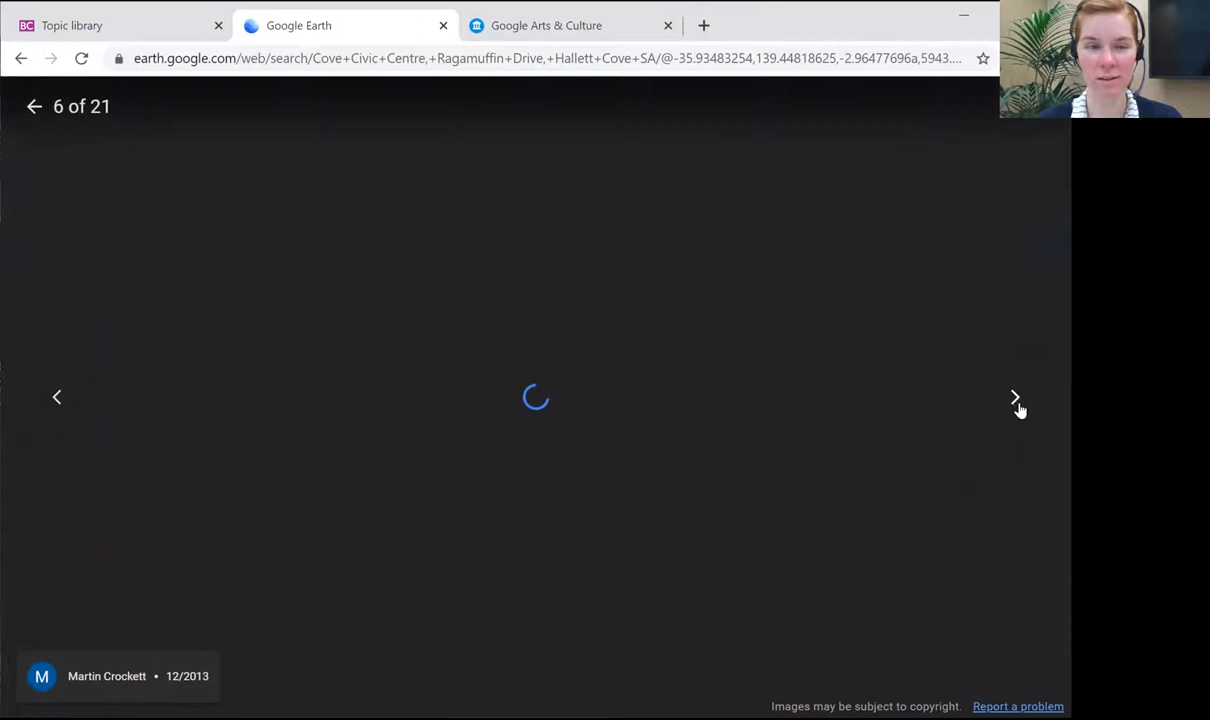 BC Topic library
Google Earth
Google Arts & Culture
earth.google.com/web/search/Cove+Civic+Centre,+Ragamuffin+Drive,+Hallett+Cove+SA/@-35.93483254,139.44818625,-2.96477696a,5943....
6 of 21
M Martin Crockett • 12/2013
Images may be subject to copyright. Report a problem